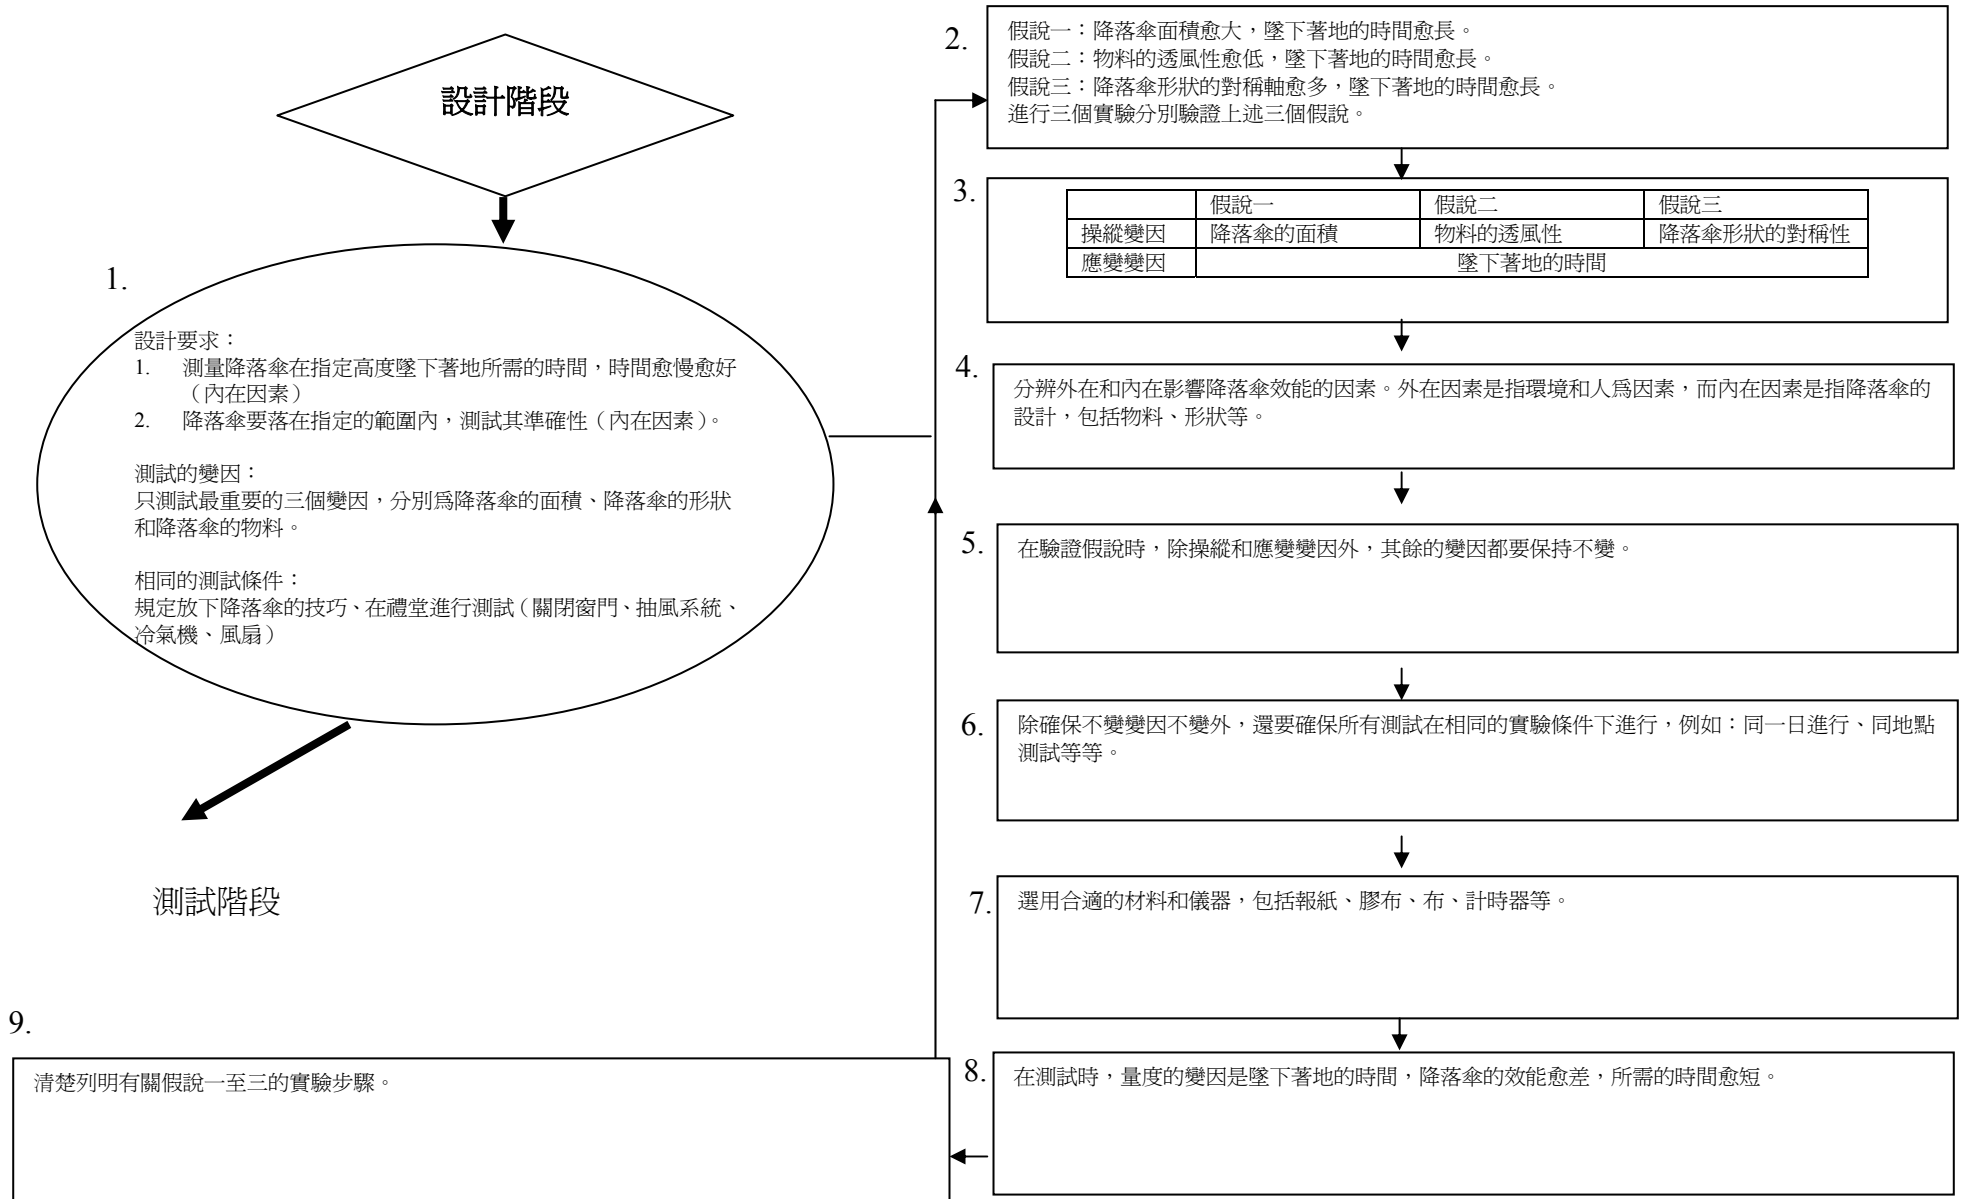 設計階段
1.
設計要求：
1. 測量降落傘在指定高度墜下著地所需的時間，時間愈慢愈好
（內在因素）
2. 降落傘要落在指定的範圍內，測試其準確性（內在因素）。
測試的變因：
只測試最重要的三個變因，分別爲降落傘的面積、降落傘的形狀
和降落傘的物料。
相同的測試條件：
規定放下降落傘的技巧、在禮堂進行測試（關閉窗門、抽風系統、
冷氣機、風扇）
測試階段
2.
假說一：降落傘面積愈大，墜下著地的時間愈長。
假說二：物料的透風性愈低，墜下著地的時間愈長。
假說三：降落傘形狀的對稱軸愈多，墜下著地的時間愈長。
進行三個實驗分別驗證上述三個假說。
3.
假說一 假說二 假說三
操縱變因 降落傘的面積 物料的透風性 降落傘形狀的對稱性
應變變因 墜下著地的時間
4.
分辨外在和內在影響降落傘效能的因素。外在因素是指環境和人爲因素，而內在因素是指降落傘的
設計，包括物料、形狀等。
5.
在驗證假說時，除操縱和應變變因外，其餘的變因都要保持不變。
6.
除確保不變變因不變外，還要確保所有測試在相同的實驗條件下進行，例如：同一日進行、同地點
測試等等。
7.
選用合適的材料和儀器，包括報紙、膠布、布、計時器等。
8.
在測試時，量度的變因是墜下著地的時間，降落傘的效能愈差，所需的時間愈短。
9.
清楚列明有關假說一至三的實驗步驟。